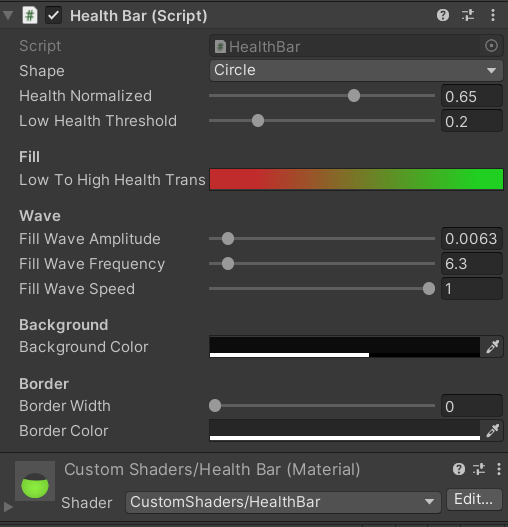 Health Bar (Script)
Script HealthBar
Shape Circle
Health Normalized 0.65
Low Health Threshold 0.2
Fill
Low To High Health Trans
Wave
Fill Wave Amplitude 0.0063
Fill Wave Frequency 6.3
Fill Wave Speed 1
Background
Background Color
Border
Border Width 0
Border Color
Custom Shaders/Health Bar (Material)
Shader CustomShaders/HealthBar Edit...